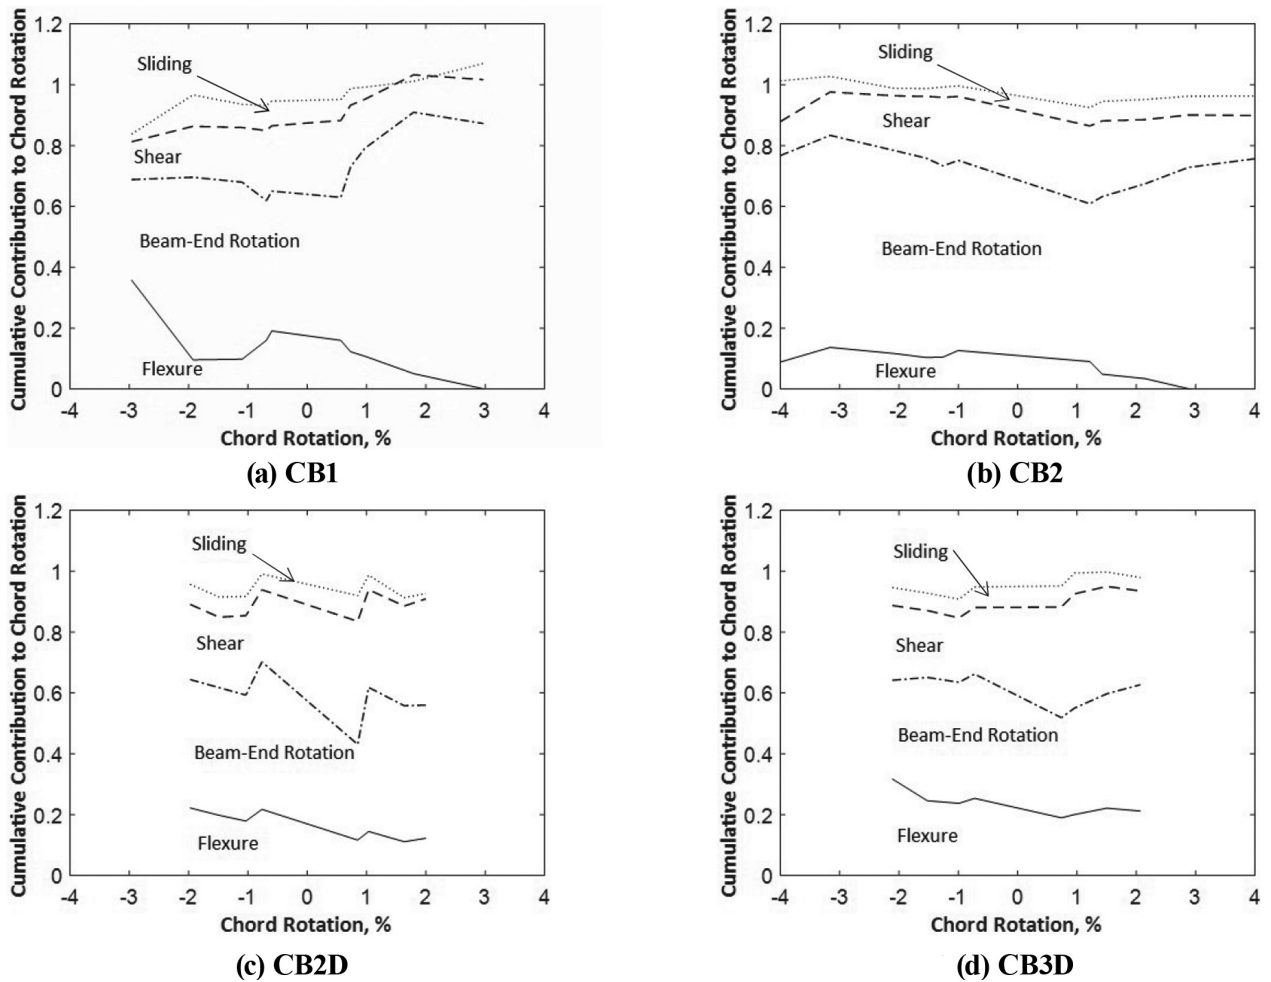 Cumulative Contribution to Chord Rotation
1.2
1
0.8
0.6
0.4
0.2
0
Sliding
Shear
Beam-End Rotation
Flexure
-4 -3 -2 -1 0 1 2 3 4
Chord Rotation, %
(a) CB1
Cumulative Contribution to Chord Rotation
1.2
1
0.8
0.6
0.4
0.2
0
Sliding
Shear
Beam-End Rotation
Flexure
-4 -3 -2 -1 0 1 2 3 4
Chord Rotation, %
(b) CB2
Cumulative Contribution to Chord Rotation
1.2
1
0.8
0.6
0.4
0.2
0
Sliding
Shear
Beam-End Rotation
Flexure
-4 -3 -2 -1 0 1 2 3 4
Chord Rotation, %
(c) CB2D
Cumulative Contribution to Chord Rotation
1.2
1
0.8
0.6
0.4
0.2
0
Sliding
Shear
Beam-End Rotation
Flexure
-4 -3 -2 -1 0 1 2 3 4
Chord Rotation, %
(d) CB3D